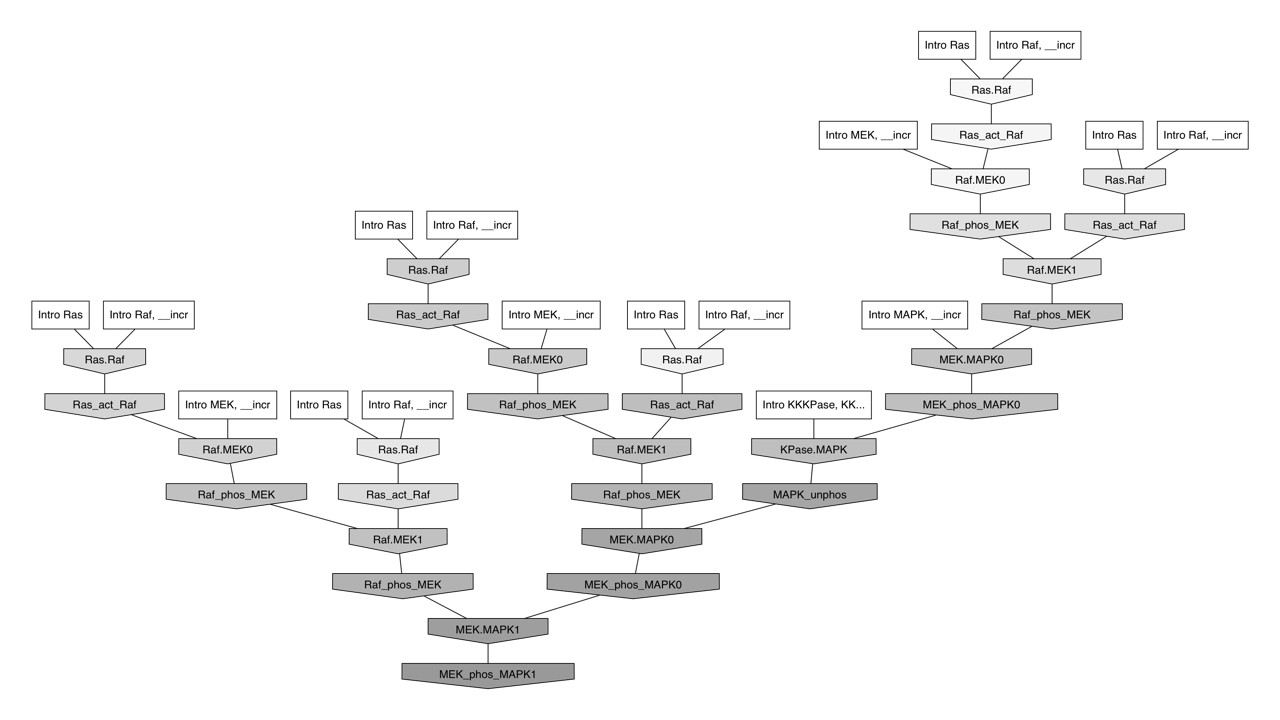 Intro Ras
Intro Raf, __incr
Ras.Raf
Intro MEK, __incr
Ras_act_Raf
Intro Ras
Intro Raf, __incr
Raf.MEK0
Ras.Raf
Intro Ras
Intro Raf, __incr
Raf_phos_MEK
Ras_act_Raf
Ras.Raf
Raf.MEK1
Intro Ras
Intro Raf, __incr
Ras_act_Raf
Intro MEK, __incr
Intro Ras
Intro Raf, __incr
Intro MAPK, __incr
Raf_phos_MEK
Ras.Raf
Raf.MEK0
Ras.Raf
MEK.MAPK0
Ras_act_Raf
Intro MEK, __incr
Intro Ras
Intro Raf, __incr
Raf_phos_MEK
Ras_act_Raf
Intro KKKPase, KK...
MEK_phos_MAPK0
Raf.MEK0
Ras.Raf
Raf.MEK1
KPase.MAPK
Raf_phos_MEK
Ras_act_Raf
Raf_phos_MEK
MAPK_unphos
Raf.MEK1
MEK.MAPK0
Raf_phos_MEK
MEK_phos_MAPK0
MEK.MAPK1
MEK_phos_MAPK1